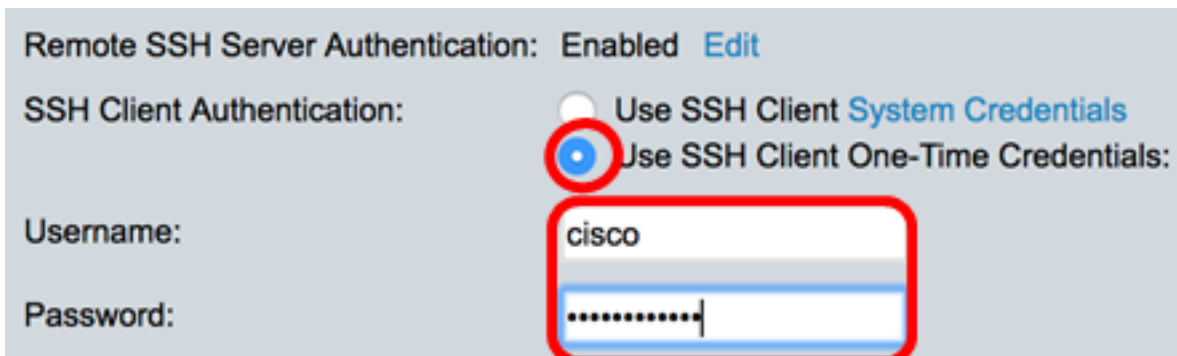 Remote SSH Server Authentication: Enabled Edit
SSH Client Authentication: Use SSH Client System Credentials
Use SSH Client One-Time Credentials:
Username: cisco
Password: ••••••••••••